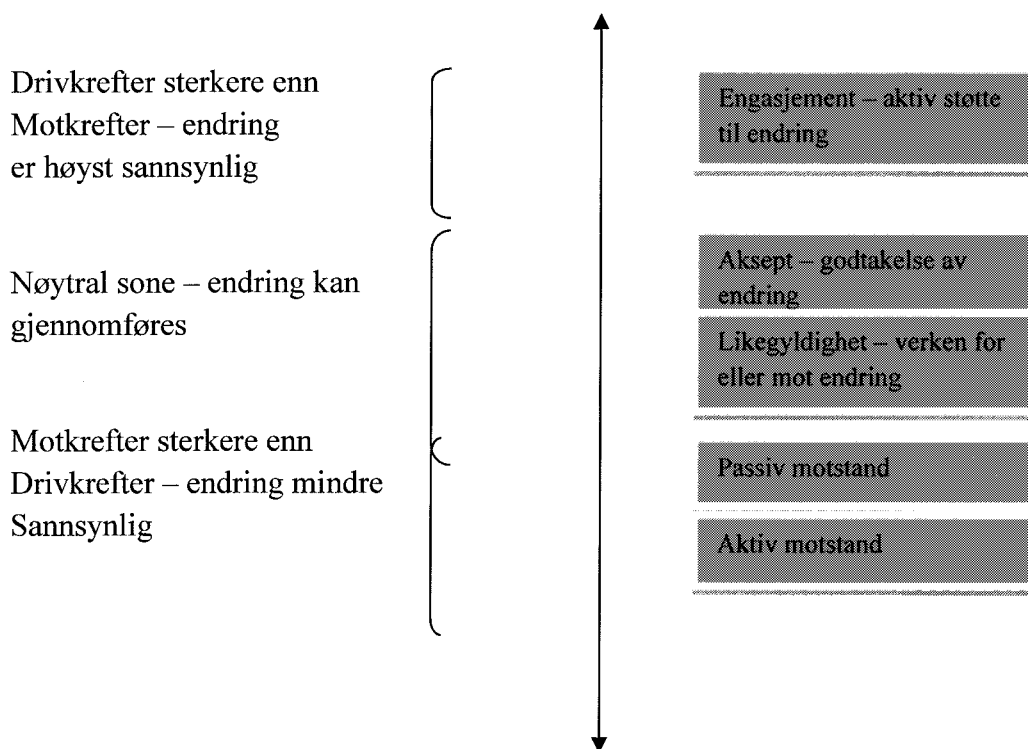 Drivkrefter sterkere enn
Motkrefter – endring
er høyst sannsynlig
Engasjement – aktiv støtte
til endring
Nøytral sone – endring kan
gjennomføres
Aksept – godtakelse av
endring
Likegyldighet – verken for
eller mot endring
Motkrefter sterkere enn
Drivkrefter – endring mindre
Sannsynlig
Passiv motstand
Aktiv motstand